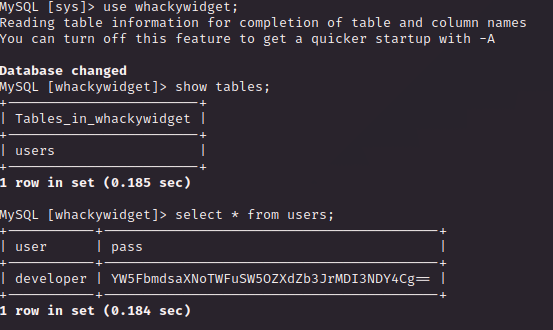 MySQL [sys]> use whackywidget;
Reading table information for completion of table and column names
You can turn off this feature to get a quicker startup with -A
Database changed
MySQL [whackywidget]> show tables;
+------------------------+
| Tables_in_whackywidget |
+------------------------+
| users                  |
+------------------------+
1 row in set (0.185 sec)
MySQL [whackywidget]> select * from users;
+-----------+------------------------------------------+
| user      | pass                                     |
+-----------+------------------------------------------+
| developer | YW5FbmdsaXNoTWFuSW5OZXdZb3JrMDI3NDY4Cg== |
+-----------+------------------------------------------+
1 row in set (0.184 sec)